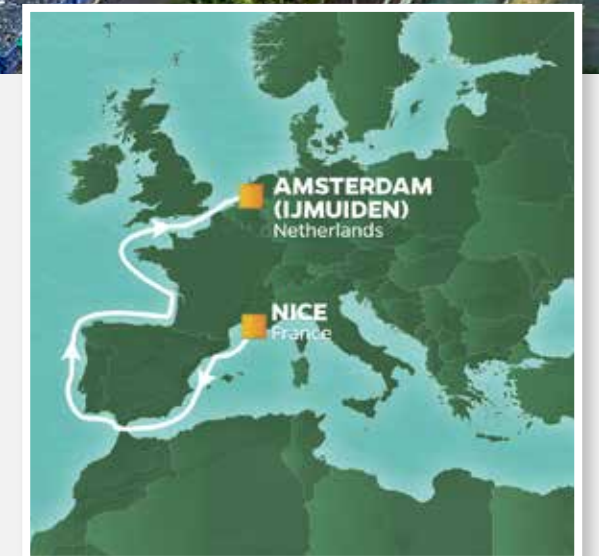 AMSTERDAM
(IJMUIDEN)
Netherlands
NICE
France